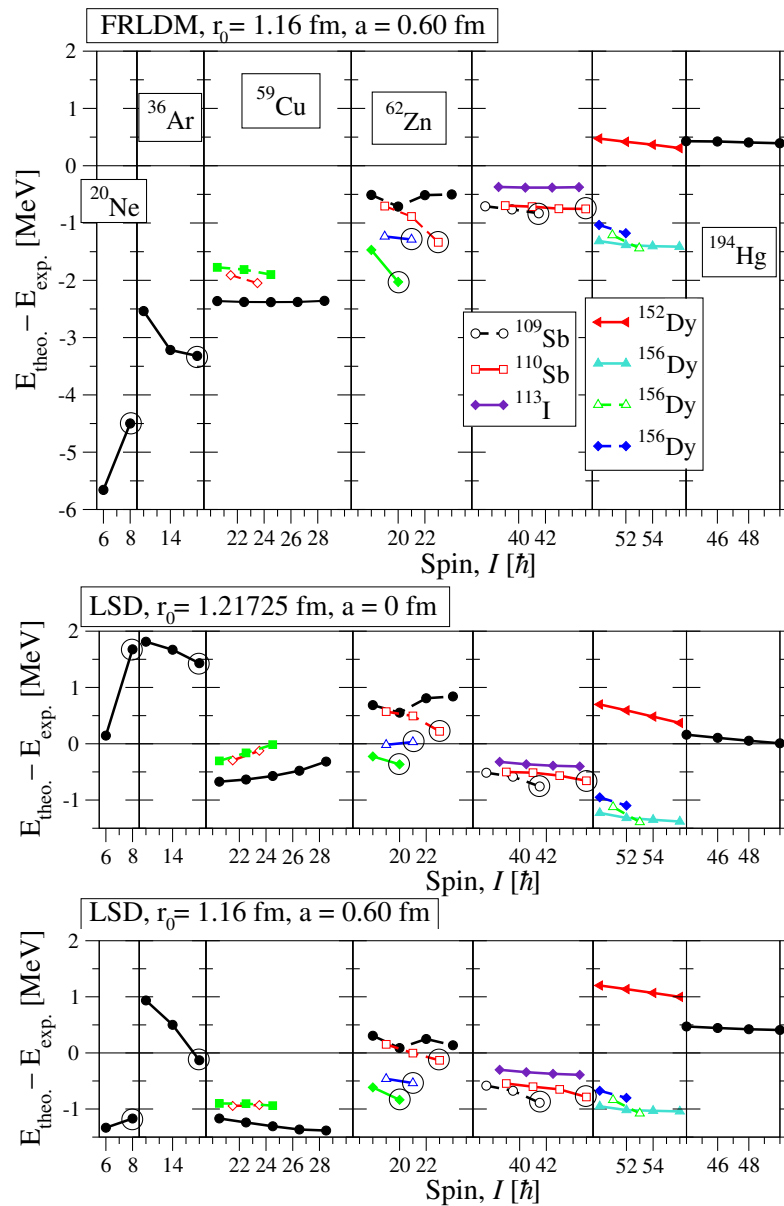 FRLDM, r0= 1.16 fm, a = 0.60 fm
2
1
0
-1
-2
-3
-4
-5
-6
Etheo.− Eexp. [MeV]
20Ne
36Ar
59Cu
62Zn
194Hg
109Sb
110Sb
113I
152Dy
156Dy
156Dy
156Dy
6 8 14 22 24 26 28 20 22 40 42 52 54 46 48
Spin, I [ħ]
LSD, r0= 1.21725 fm, a = 0 fm
2
1
0
-1
Etheo.− Eexp. [MeV]
6 8 14 22 24 26 28 20 22 40 42 52 54 46 48
Spin, I [ħ]
LSD, r0= 1.16 fm, a = 0.60 fm
2
1
0
-1
Etheo.− Eexp. [MeV]
6 8 14 22 24 26 28 20 22 40 42 52 54 46 48
Spin, I [ħ]